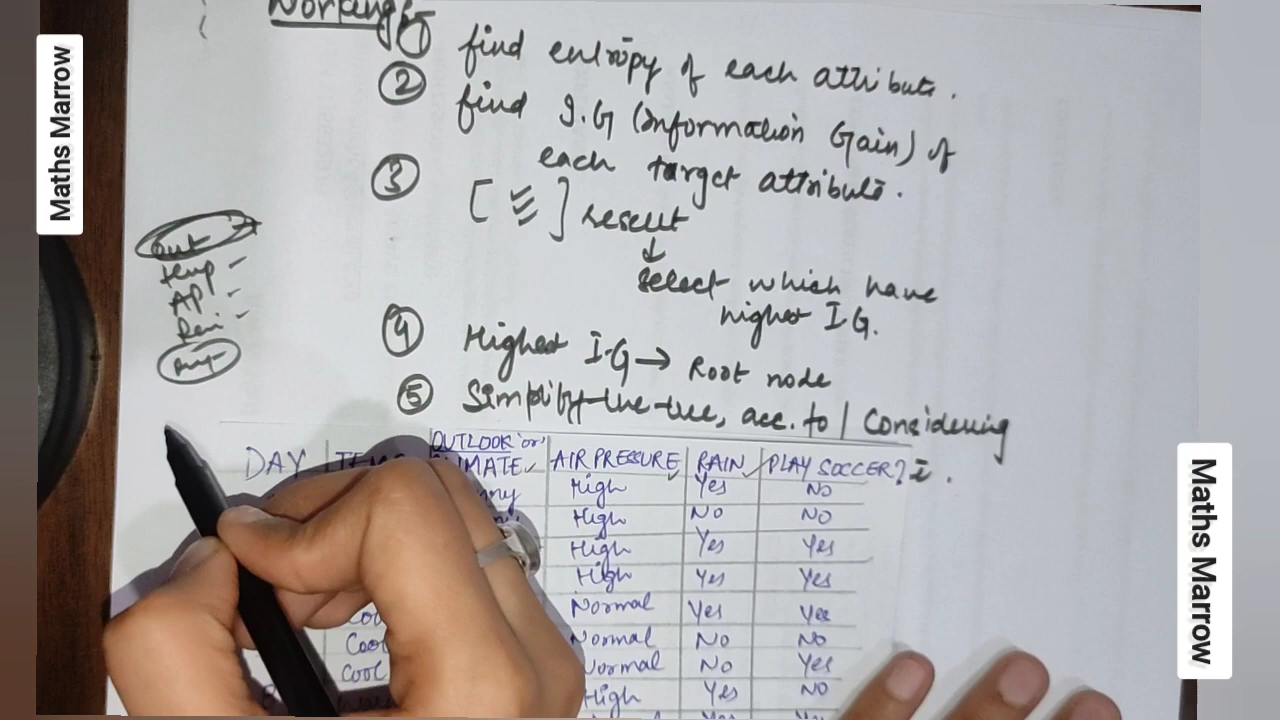 Working:
① find entropy of each attribute.
② find I.G (Information Gain) of
each target attribute.
③ [ ] result
↓
select which have
highest I.G.
④ Highest I.G → Root node
⑤ Simplify the tree, acc. to / Considering
out
temp
AP
Maths Marrow
Maths Marrow
DAY OUTLOOK 'or' CLIMATE AIR PRESSURE RAIN PLAY SOCCER?
High Yes No
High No No
High Yes Yes
High Yes Yes
Normal Yes Yes
Cool Normal No No
Cool Normal No Yes
High Yes No